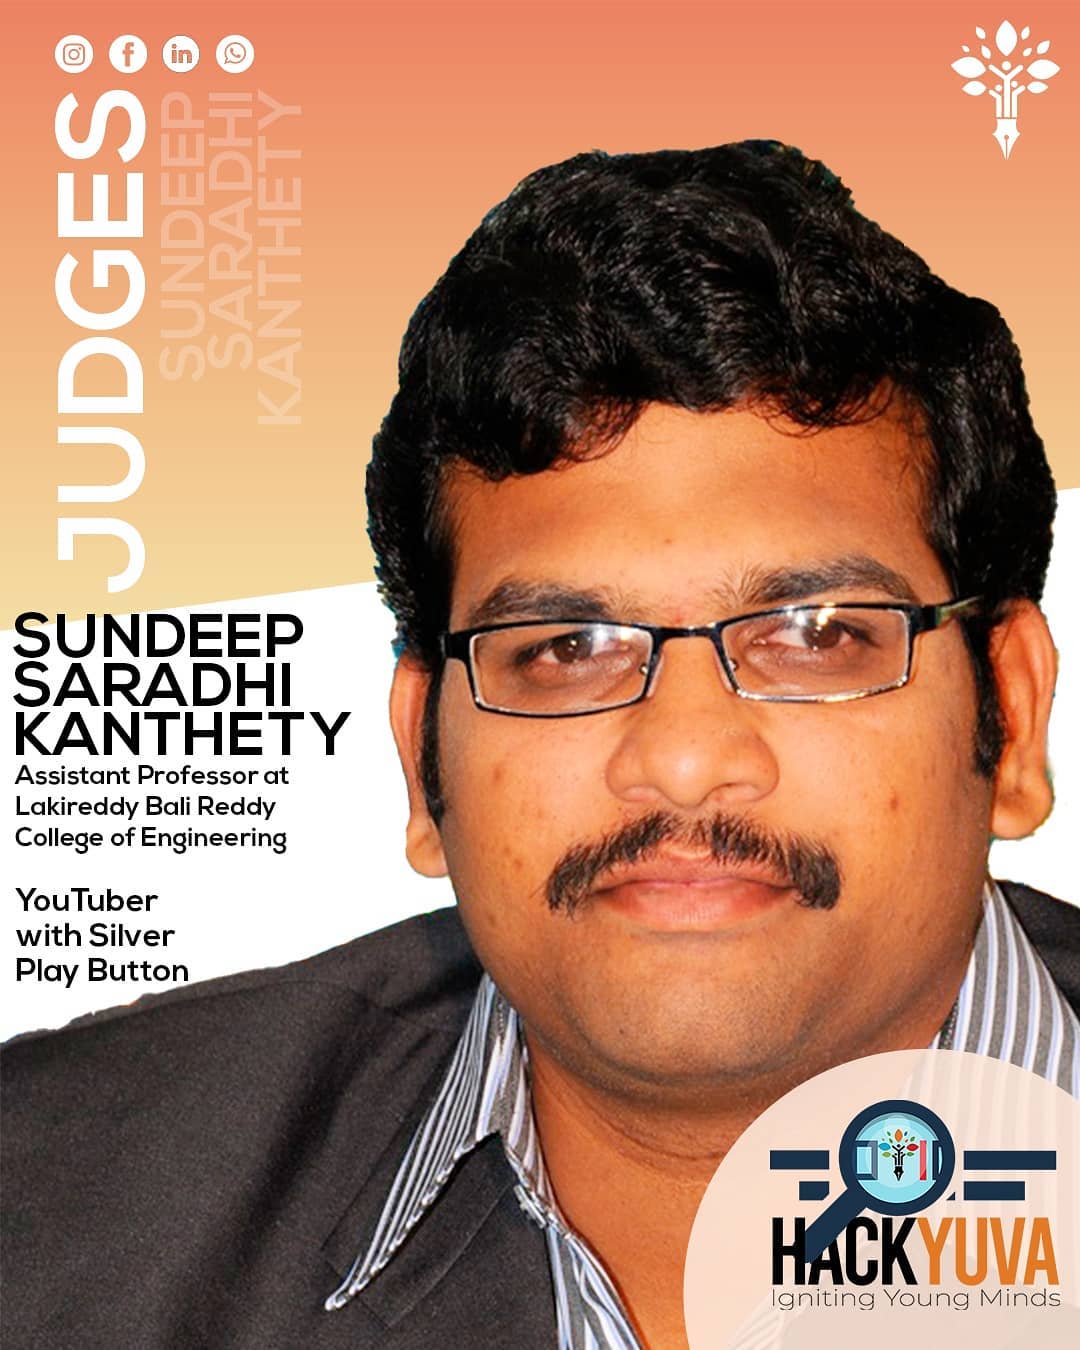 JUDGES
SUNDEEP
SARADHI
KANTHETY
SUNDEEP
SARADHI
KANTHETY
Assistant Professor at
Lakireddy Bali Reddy
College of Engineering
YouTuber
with Silver
Play Button
HACKYUVA
Igniting Young Minds